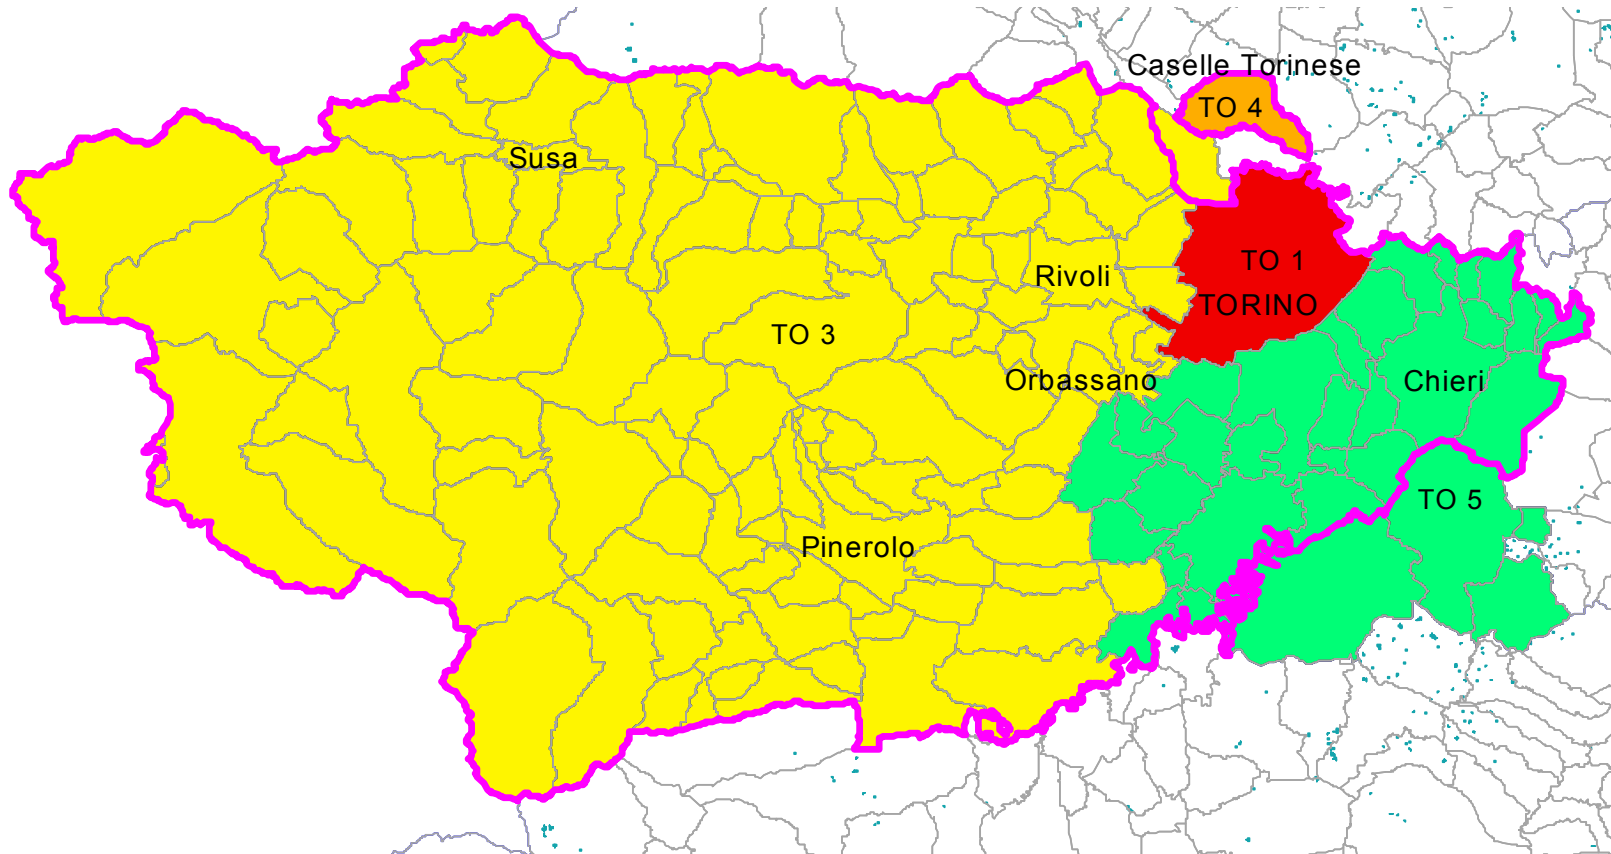 Caselle Torinese
TO 4
Susa
TO 1
Rivoli
TORINO
TO 3
Orbassano
Chieri
TO 5
Pinerolo